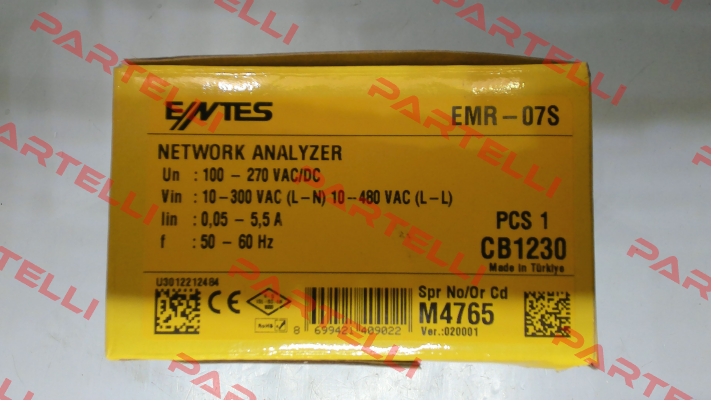 ENTES
EMR-07S
NETWORK ANALYZER
Un : 100 - 270 VAC/DC
Vin : 10-300 VAC (L-N) 10-480 VAC (L-L)
Iin : 0,05 - 5,5 A
f : 50 - 60 Hz
PCS 1
CB1230
Made in Türkiye
U3012212484
CE
RoHS
8 699421 409022
Spr No/Or Cd
M4765
Ver.:020001
PARTELLI
PARTELLI
PARTELLI
PARTELLI
PARTELLI
PARTELLI
PARTELLI
PARTELLI